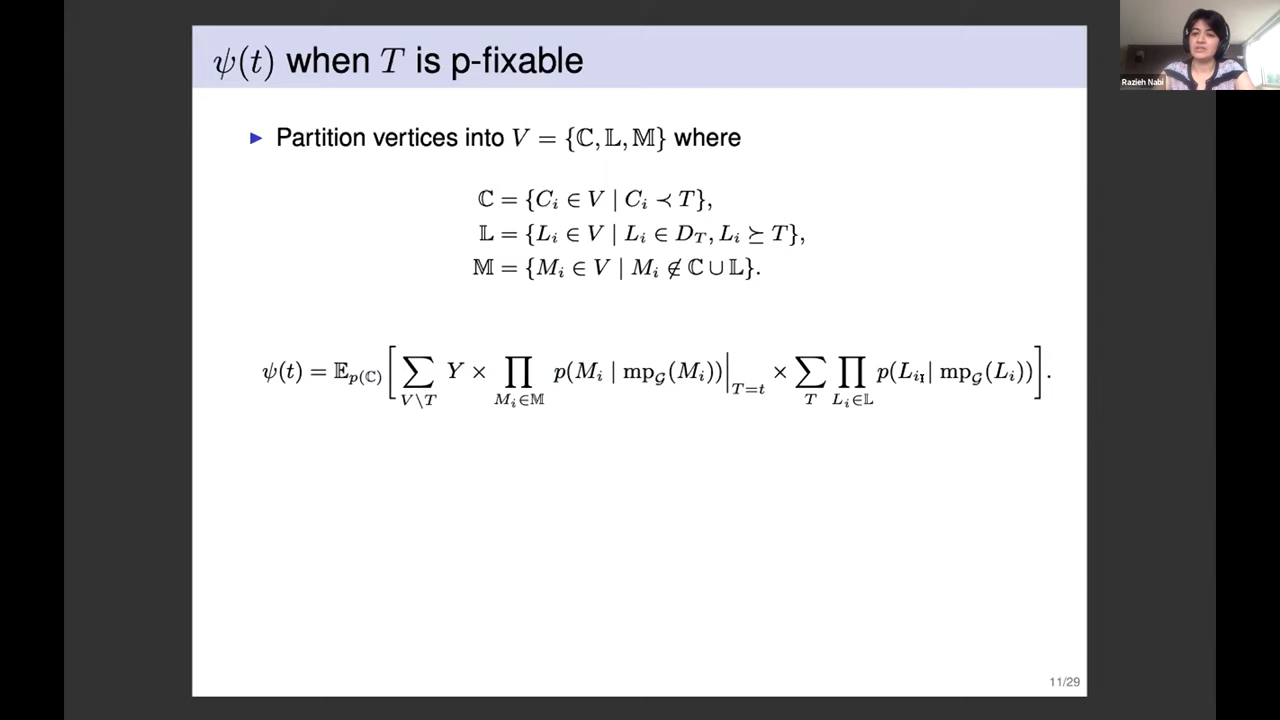 ψ(t) when T is p-fixable
▶ Partition vertices into V = {ℂ, 𝕃, 𝕄} where
ℂ = {C_i ∈ V | C_i ≺ T},
𝕃 = {L_i ∈ V | L_i ∈ D_T, L_i ⪰ T},
𝕄 = {M_i ∈ V | M_i ∉ ℂ ∪ 𝕃}.
ψ(t) = 𝔼_{p(ℂ)} [ ∑_{V\T} Y × ∏_{M_i∈𝕄} p(M_i | mp_𝒢(M_i)) |_{T=t} × ∑_T ∏_{L_i∈𝕃} p(L_i | mp_𝒢(L_i)) ].
11/29
Razieh Nabi